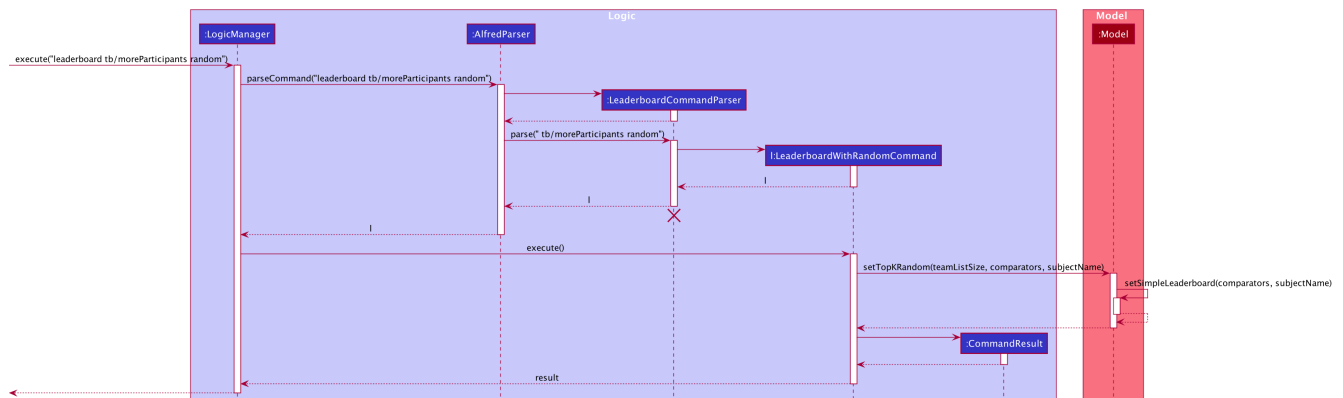 Logic
Model
:LogicManager
:AlfredParser
:Model
execute("leaderboard tb/moreParticipants random")
parseCommand("leaderboard tb/moreParticipants random")
:LeaderboardCommandParser
parse(" tb/moreParticipants random")
l:LeaderboardWithRandomCommand
l
l
l
execute()
setTopKRandom(teamListSize, comparators, subjectName)
setSimpleLeaderboard(comparators, subjectName)
:CommandResult
result